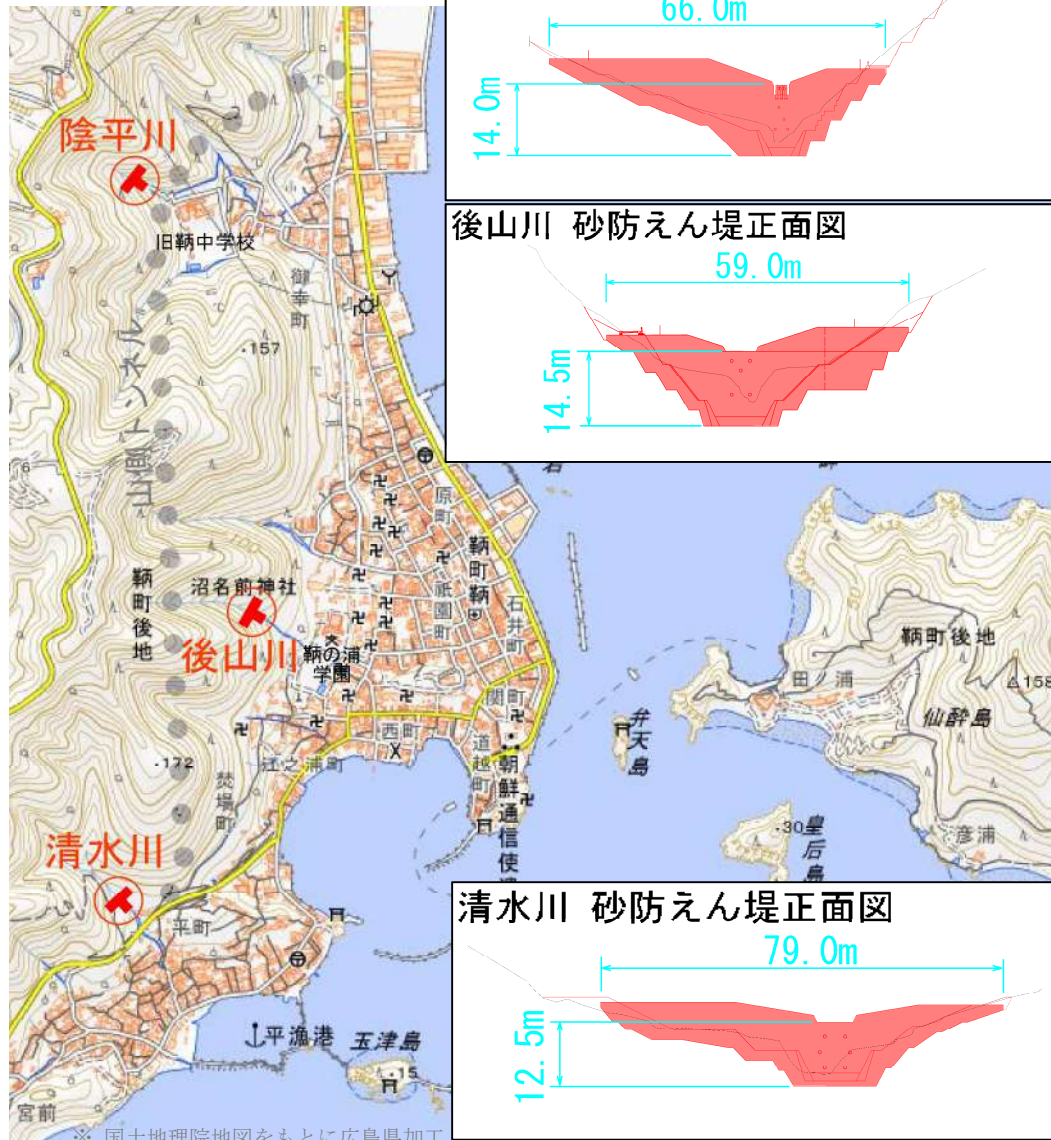 66.0m
14.0m
陰平川
旧鞆中学校
御幸町
157
山側トンネル
後山川 砂防えん堤正面図
59.0m
14.5m
原町
鞆町鞆
祇園町
石井町
沼名前神社
鞆町後地
後山川
鞆の浦
学園
関町
西町
道越町
江之浦町
172
焚場町
朝鮮通信使
弁天島
鞆町後地
田ノ浦
158
仙酔島
30
皇后島
彦浦
清水川
平町
清水川 砂防えん堤正面図
79.0m
12.5m
平漁港
玉津島
15
宮前
※ 国土地理院地図をもとに広島県加工